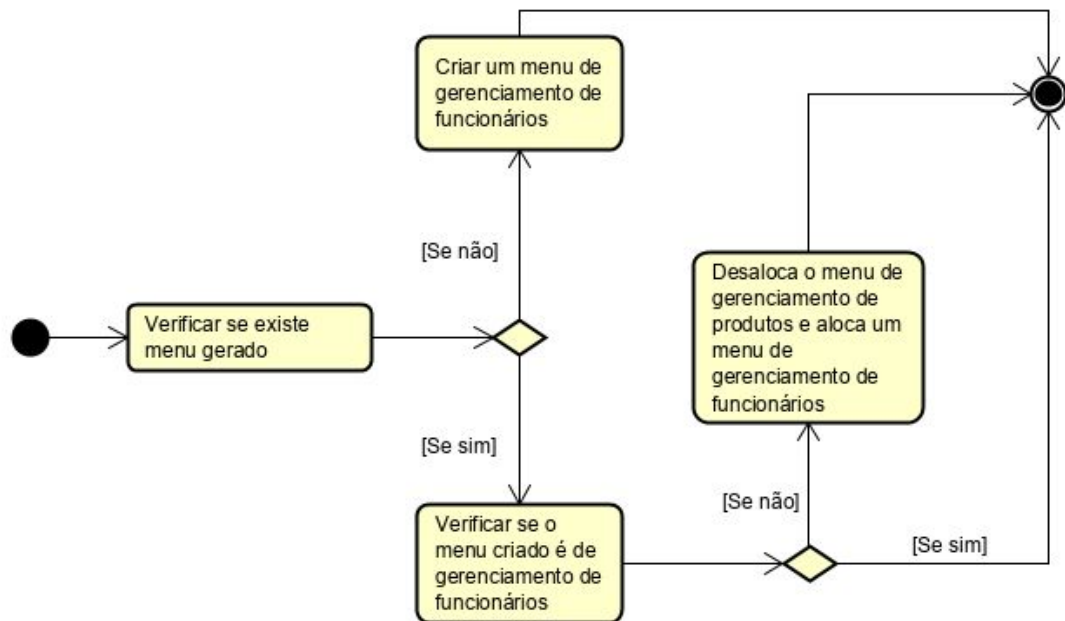 Criar um menu de
gerenciamento de
funcionários
[Se não]
Desaloca o menu de
gerenciamento de
produtos e aloca um
menu de
gerenciamento de
funcionários
Verificar se existe
menu gerado
[Se sim]
[Se não]
Verificar se o
menu criado é de
gerenciamento de
funcionários
[Se sim]